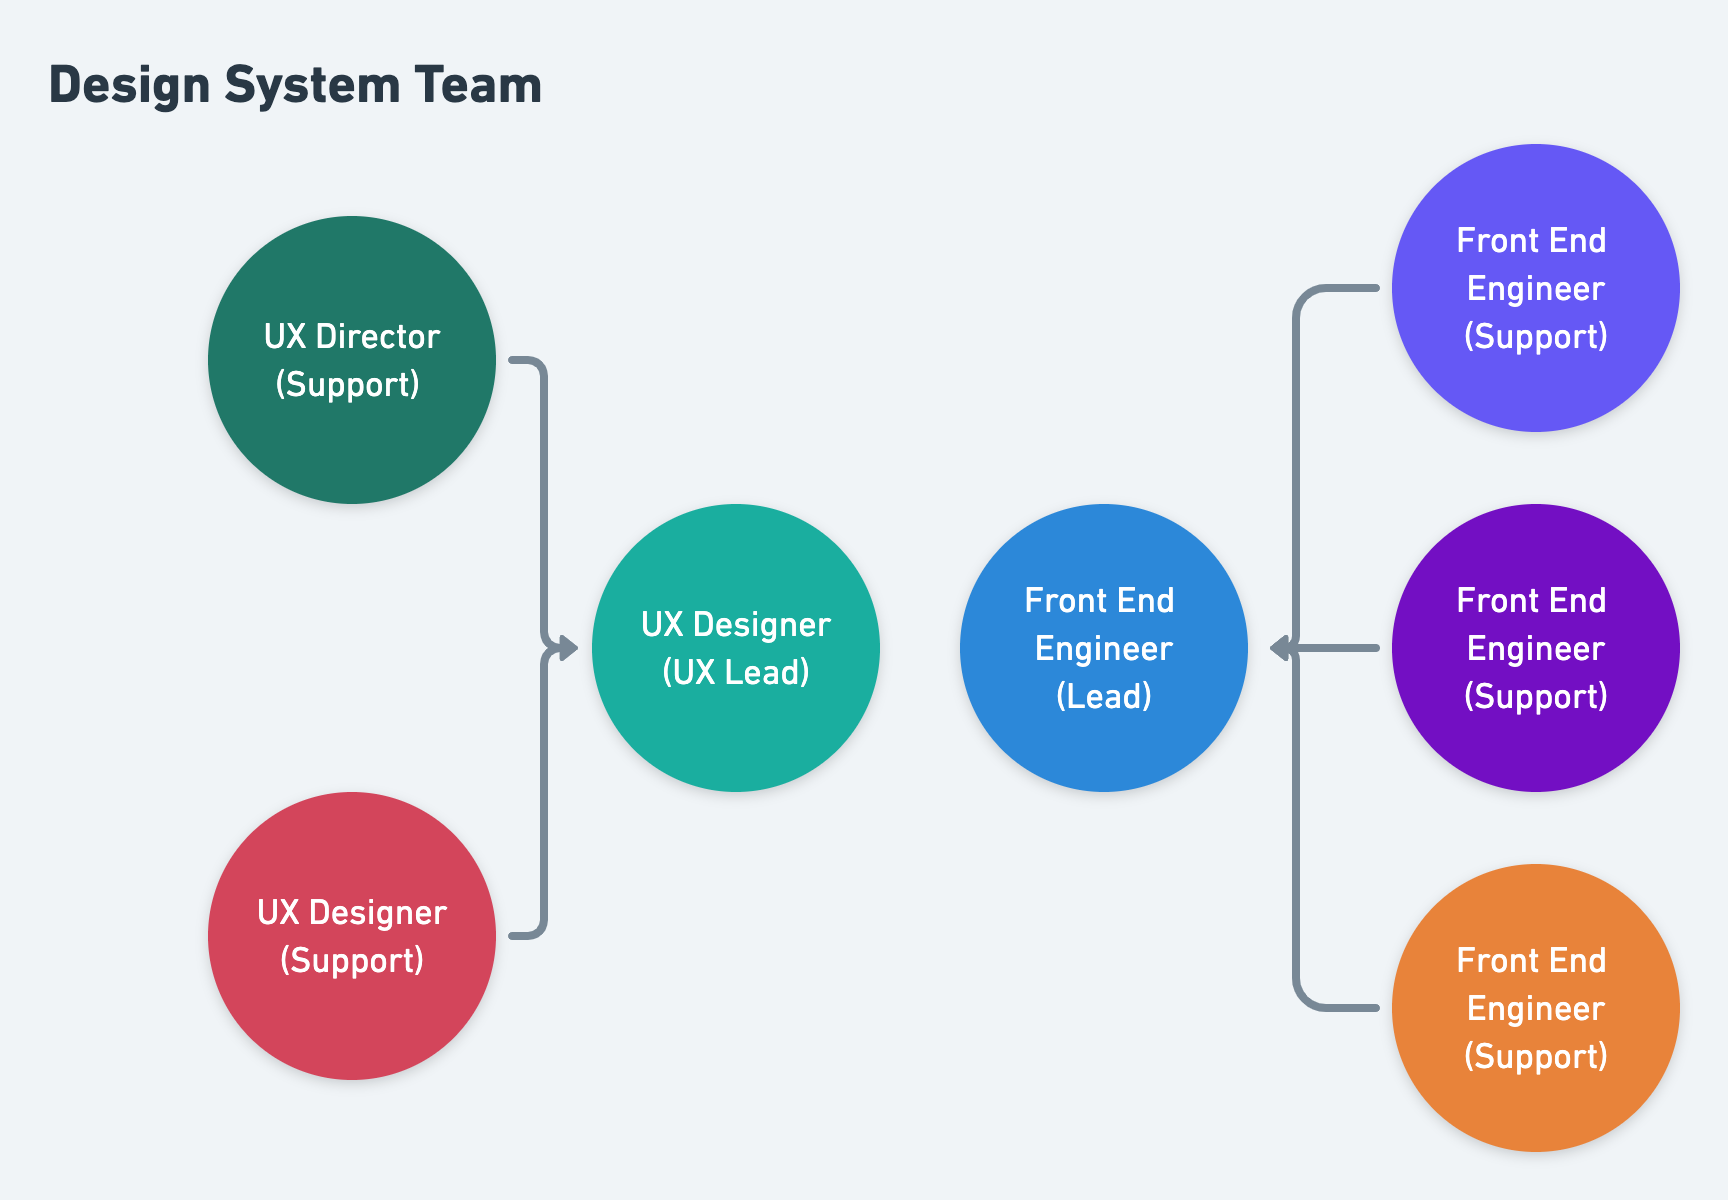 Design System Team
UX Director
(Support)
UX Designer
(Support)
UX Designer
(UX Lead)
Front End
Engineer
(Lead)
Front End
Engineer
(Support)
Front End
Engineer
(Support)
Front End
Engineer
(Support)